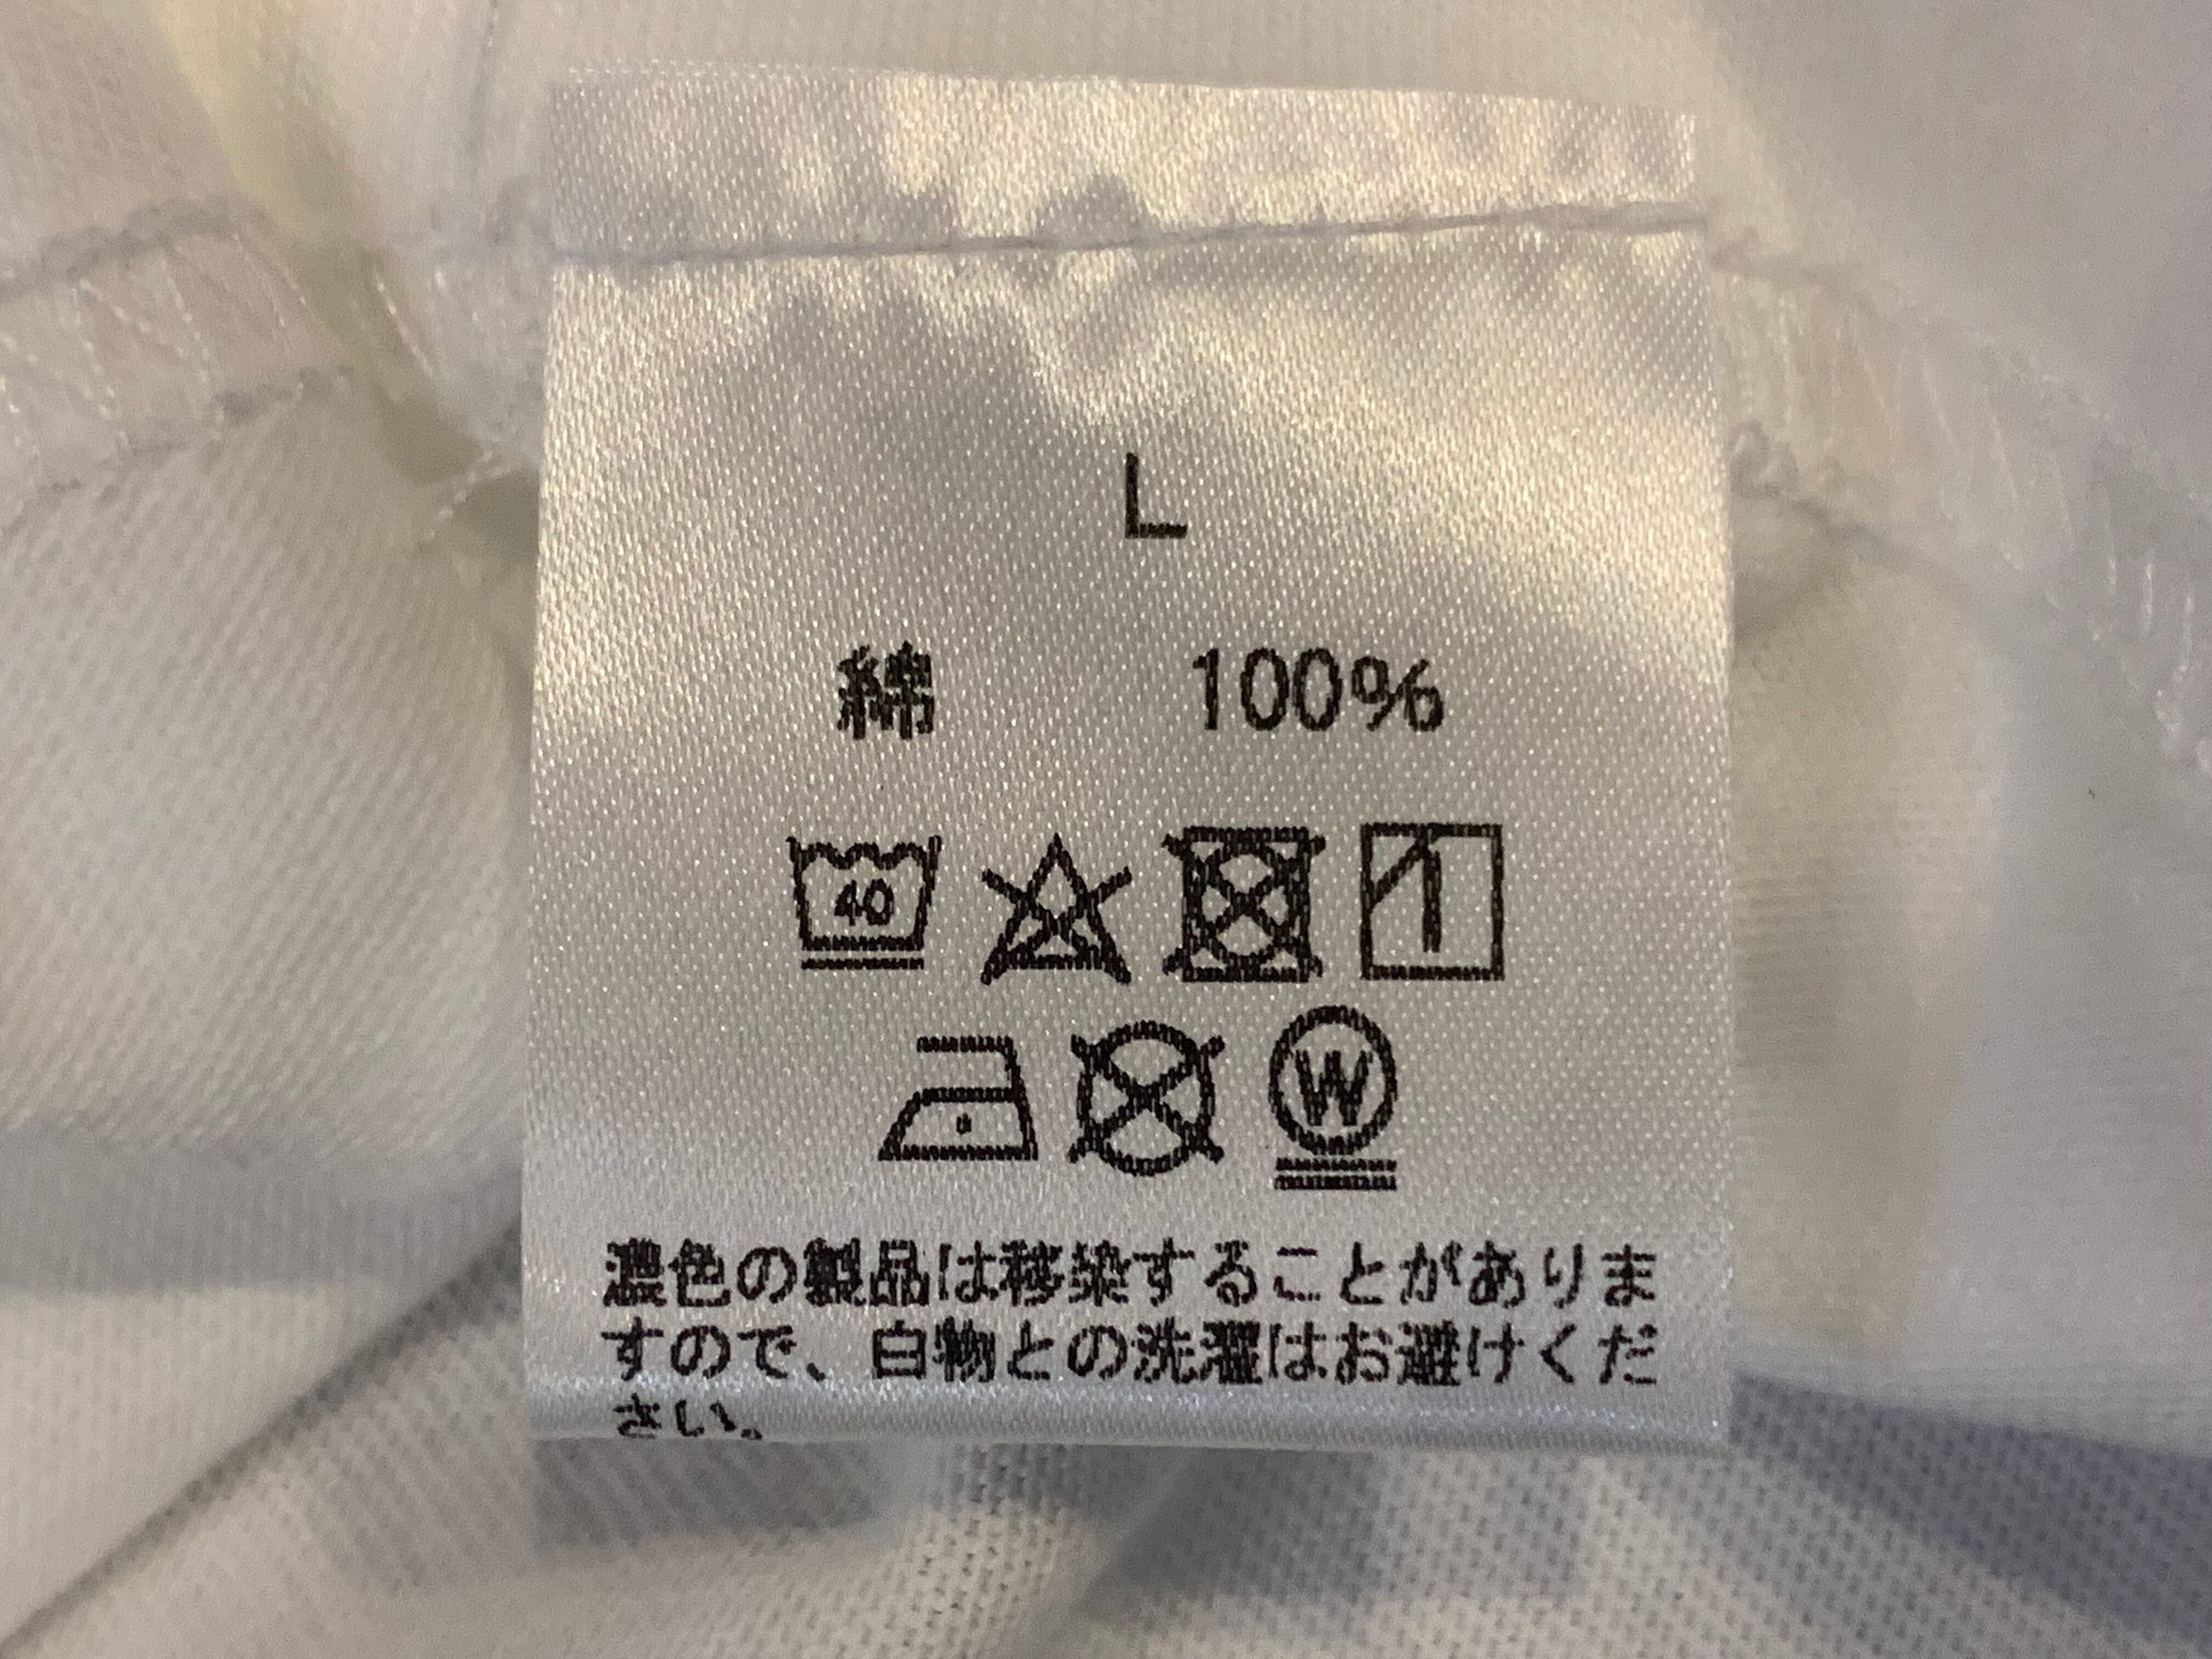 L
綿 100%
40
W
濃色の製品は移染することがありま
すので、白物との洗濯はお避けくだ
さい。